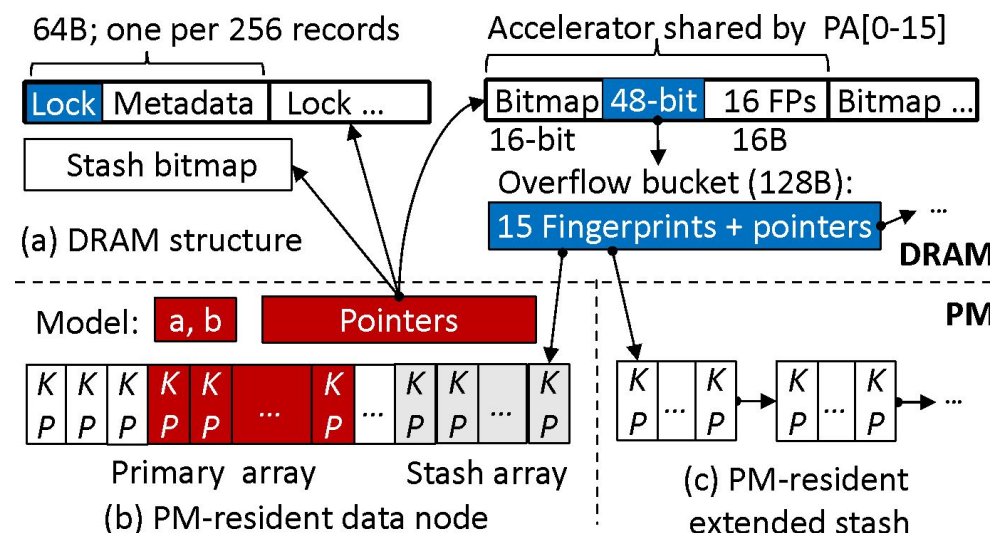 64B; one per 256 records
Lock Metadata Lock ...
Stash bitmap
(a) DRAM structure
Accelerator shared by PA[0-15]
Bitmap 48-bit 16 FPs Bitmap ...
16-bit 16B
Overflow bucket (128B):
15 Fingerprints + pointers ...
DRAM
PM
Model: a, b Pointers
K K K K K K K K K
P P P ... P P ... P P ... P
Primary array Stash array
(b) PM-resident data node
K K K K
P ... P P ... P ...
(c) PM-resident
extended stash